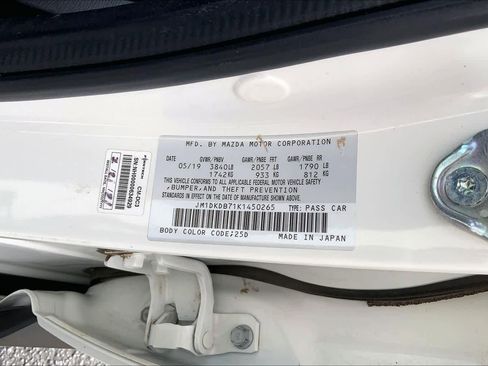 MFD. BY MAZDA MOTOR CORPORATION
DATE GVWR/PNBV GAWR/PNBE FRT GAWR/PNBE RR
05/19 3840LB 2057 LB 1790 LB
1742KG 933 KG 812 KG
THIS VEHICLE CONFORMS TO ALL APPLICABLE FEDERAL MOTOR VEHICLE SAFETY,
BUMPER, AND THEFT PREVENTION
STANDARDS IN EFFECT ON THE DATE OF MANUFACTURE SHOWN ABOVE.
JM1DKDB71K1450265 TYPE: PASS CAR
BODY COLOR CODE:25D MADE IN JAPAN